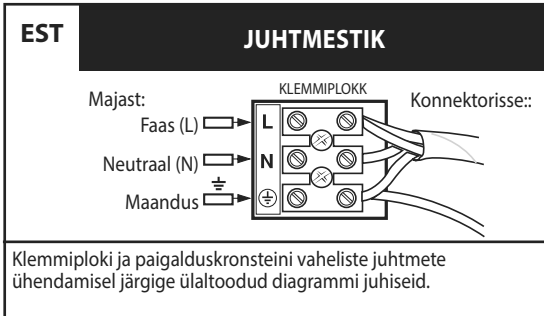 EST
JUHTMESTIK
KLEMMIPLOKK
Majast:
Konnektorisse::
Faas (L)
L
Neutraal (N)
N
Maandus
Klemmiploki ja paigalduskronsteini vaheliste juhtmete
ühendamisel järgige ülaltoodud diagrammi juhiseid.